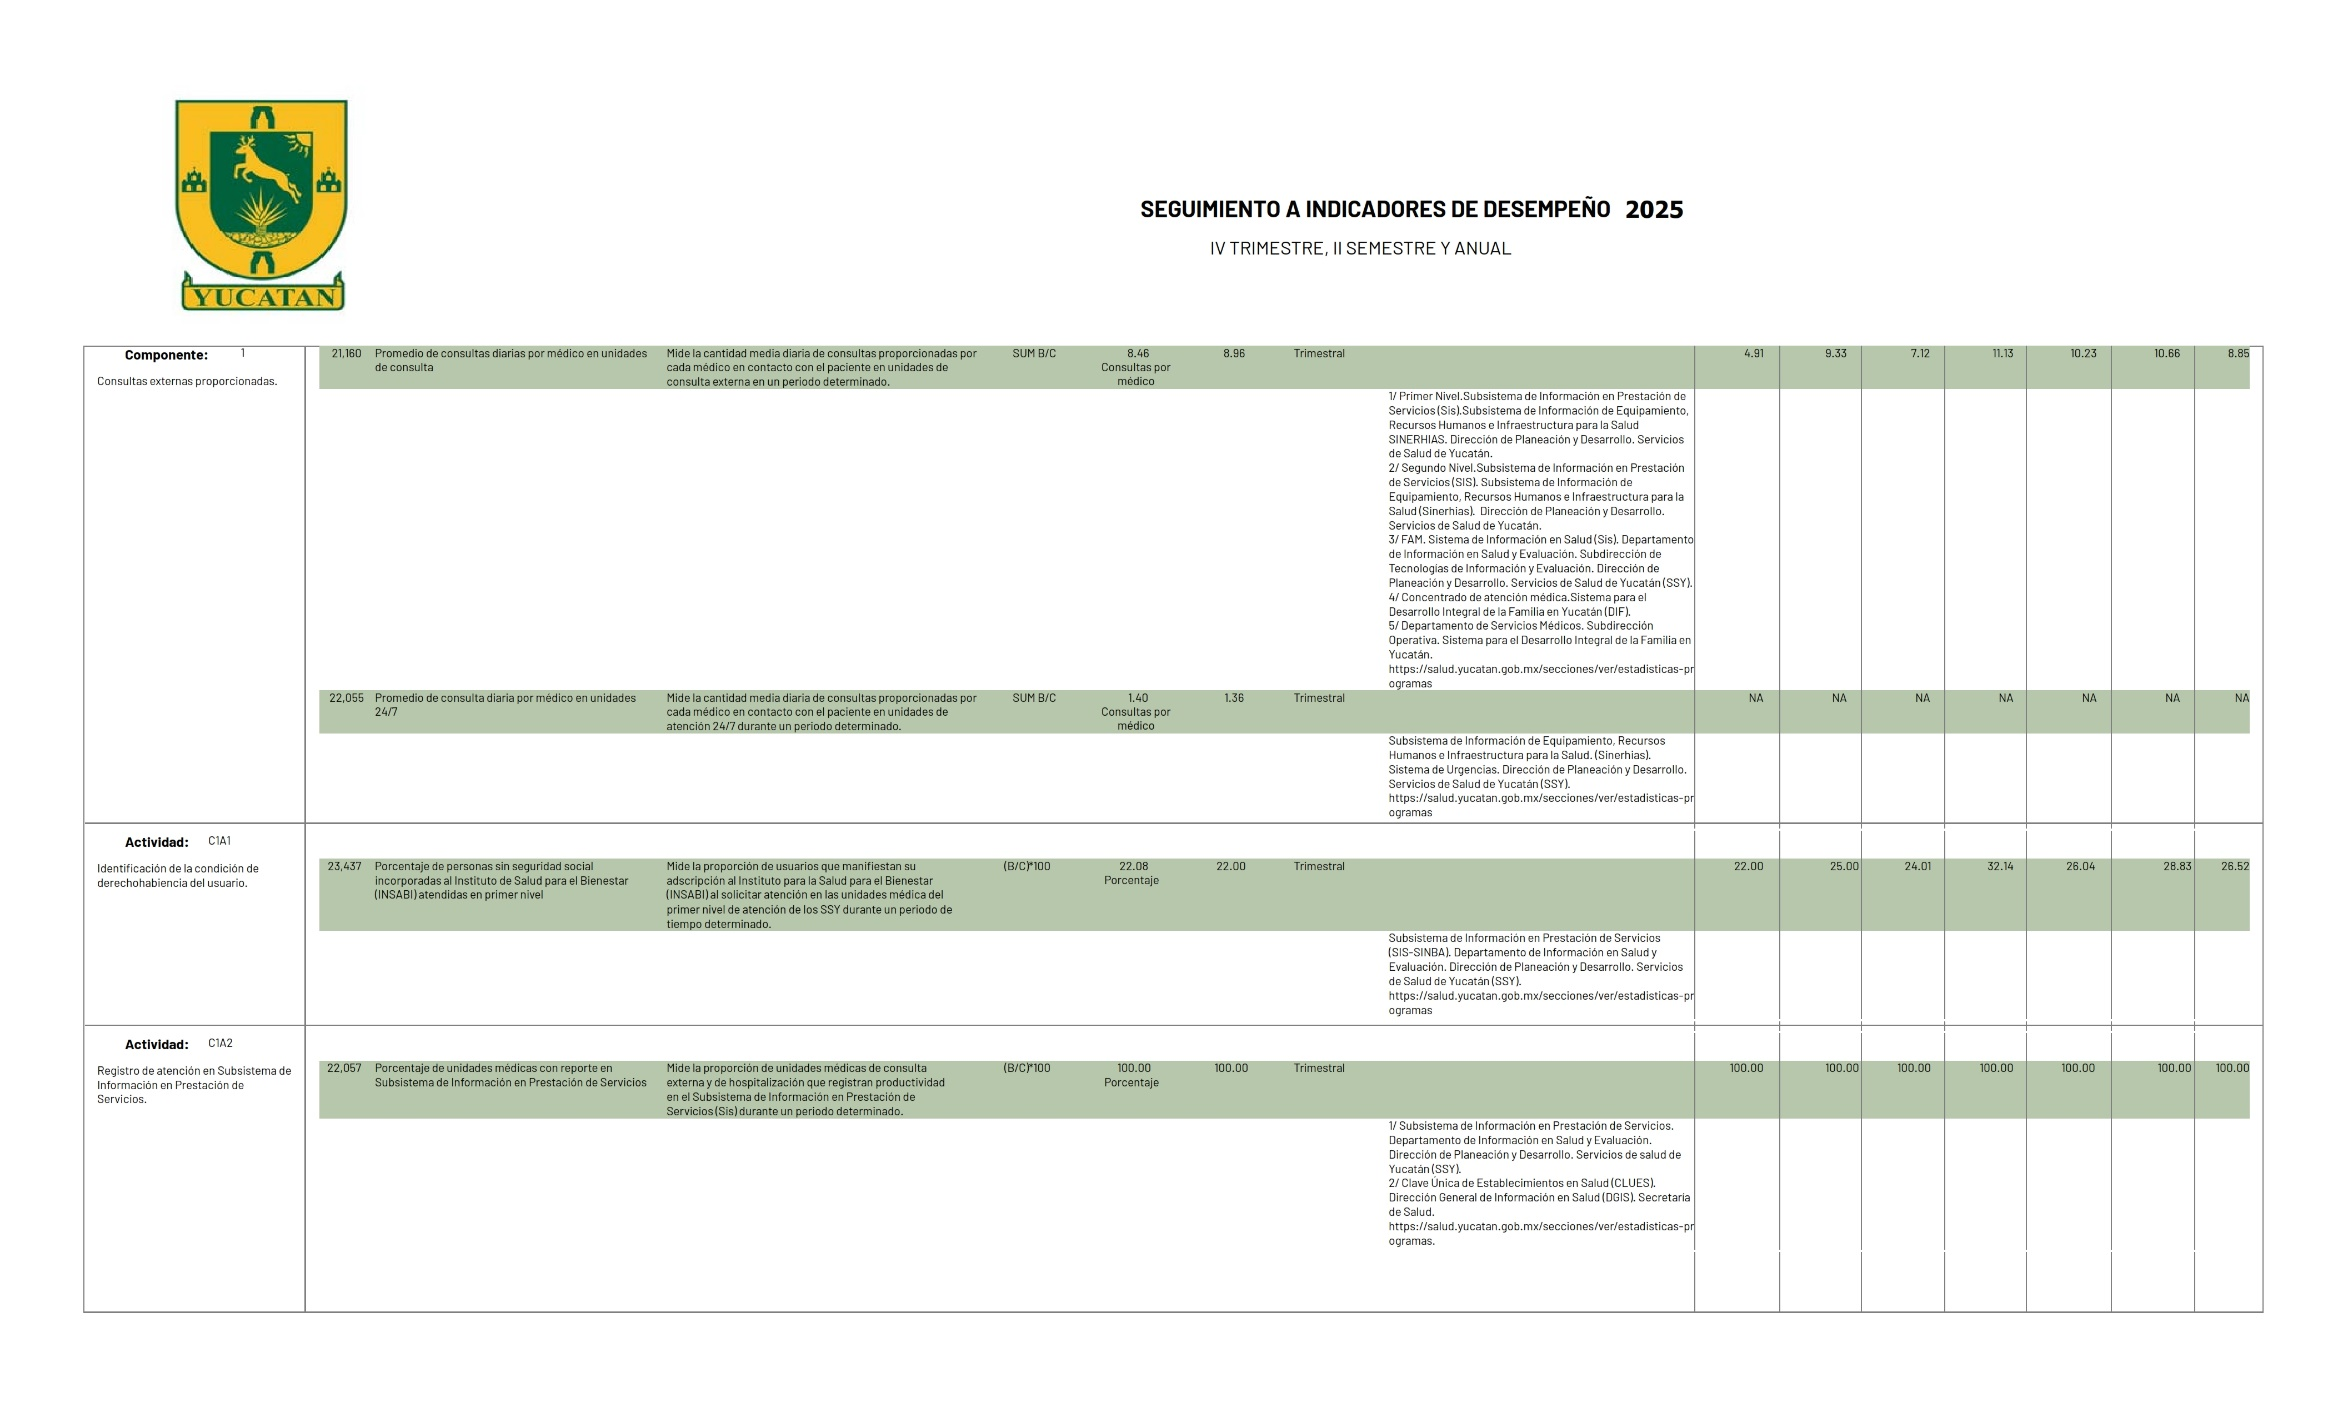 YUCATAN
SEGUIMIENTO A INDICADORES DE DESEMPEÑO 2025
IV TRIMESTRE, II SEMESTRE Y ANUAL
Componente: 1
Consultas externas proporcionadas.
21,160 Promedio de consultas diarias por médico en unidades Mide la cantidad media diaria de consultas proporcionadas por SUM B/C 8.46 8.96 Trimestral 4.91 9.33 7.12 11.13 10.23 10.66 8.85
de consulta cada médico en contacto con el paciente en unidades de Consultas por
consulta externa en un periodo determinado. médico
1/ Primer Nivel.Subsistema de Información en Prestación de
Servicios (Sis).Subsistema de Información de Equipamiento,
Recursos Humanos e Infraestructura para la Salud
SINERHIAS. Dirección de Planeación y Desarrollo. Servicios
de Salud de Yucatán.
2/ Segundo Nivel.Subsistema de Información en Prestación
de Servicios (SIS). Subsistema de Información de
Equipamiento, Recursos Humanos e Infraestructura para la
Salud (Sinerhias). Dirección de Planeación y Desarrollo.
Servicios de Salud de Yucatán.
3/ FAM. Sistema de Información en Salud (Sis). Departamento
de Información en Salud y Evaluación. Subdirección de
Tecnologías de Información y Evaluación. Dirección de
Planeación y Desarrollo. Servicios de Salud de Yucatán (SSY).
4/ Concentrado de atención médica.Sistema para el
Desarrollo Integral de la Familia en Yucatán (DIF).
5/ Departamento de Servicios Médicos. Subdirección
Operativa. Sistema para el Desarrollo Integral de la Familia en
Yucatán.
https://salud.yucatan.gob.mx/secciones/ver/estadisticas-pr
ogramas
22,055 Promedio de consulta diaria por médico en unidades Mide la cantidad media diaria de consultas proporcionadas por SUM B/C 1.40 1.36 Trimestral NA NA NA NA NA NA NA
24/7 cada médico en contacto con el paciente en unidades de Consultas por
atención 24/7 durante un periodo determinado. médico
Subsistema de Información de Equipamiento, Recursos
Humanos e Infraestructura para la Salud. (Sinerhias).
Sistema de Urgencias. Dirección de Planeación y Desarrollo.
Servicios de Salud de Yucatán (SSY).
https://salud.yucatan.gob.mx/secciones/ver/estadisticas-pr
ogramas
Actividad: C1A1
Identificación de la condición de
derechohabiencia del usuario.
23,437 Porcentaje de personas sin seguridad social Mide la proporción de usuarios que manifiestan su (B/C)*100 22.08 22.00 Trimestral 22.00 25.00 24.01 32.14 26.04 28.83 26.52
incorporadas al Instituto de Salud para el Bienestar adscripción al Instituto para la Salud para el Bienestar Porcentaje
(INSABI) atendidas en primer nivel (INSABI) al solicitar atención en las unidades médica del
primer nivel de atención de los SSY durante un periodo de
tiempo determinado.
Subsistema de Información en Prestación de Servicios
(SIS-SINBA). Departamento de Información en Salud y
Evaluación. Dirección de Planeación y Desarrollo. Servicios
de Salud de Yucatán (SSY).
https://salud.yucatan.gob.mx/secciones/ver/estadisticas-pr
ogramas
Actividad: C1A2
Registro de atención en Subsistema de
Información en Prestación de
Servicios.
22,057 Porcentaje de unidades médicas con reporte en Mide la proporción de unidades médicas de consulta (B/C)*100 100.00 100.00 Trimestral 100.00 100.00 100.00 100.00 100.00 100.00 100.00
Subsistema de Información en Prestación de Servicios externa y de hospitalización que registran productividad Porcentaje
en el Subsistema de Información en Prestación de
Servicios (Sis) durante un periodo determinado.
1/ Subsistema de Información en Prestación de Servicios.
Departamento de Información en Salud y Evaluación.
Dirección de Planeación y Desarrollo. Servicios de salud de
Yucatán (SSY).
2/ Clave Única de Establecimientos en Salud (CLUES).
Dirección General de Información en Salud (DGIS). Secretaría
de Salud.
https://salud.yucatan.gob.mx/secciones/ver/estadisticas-pr
ogramas.